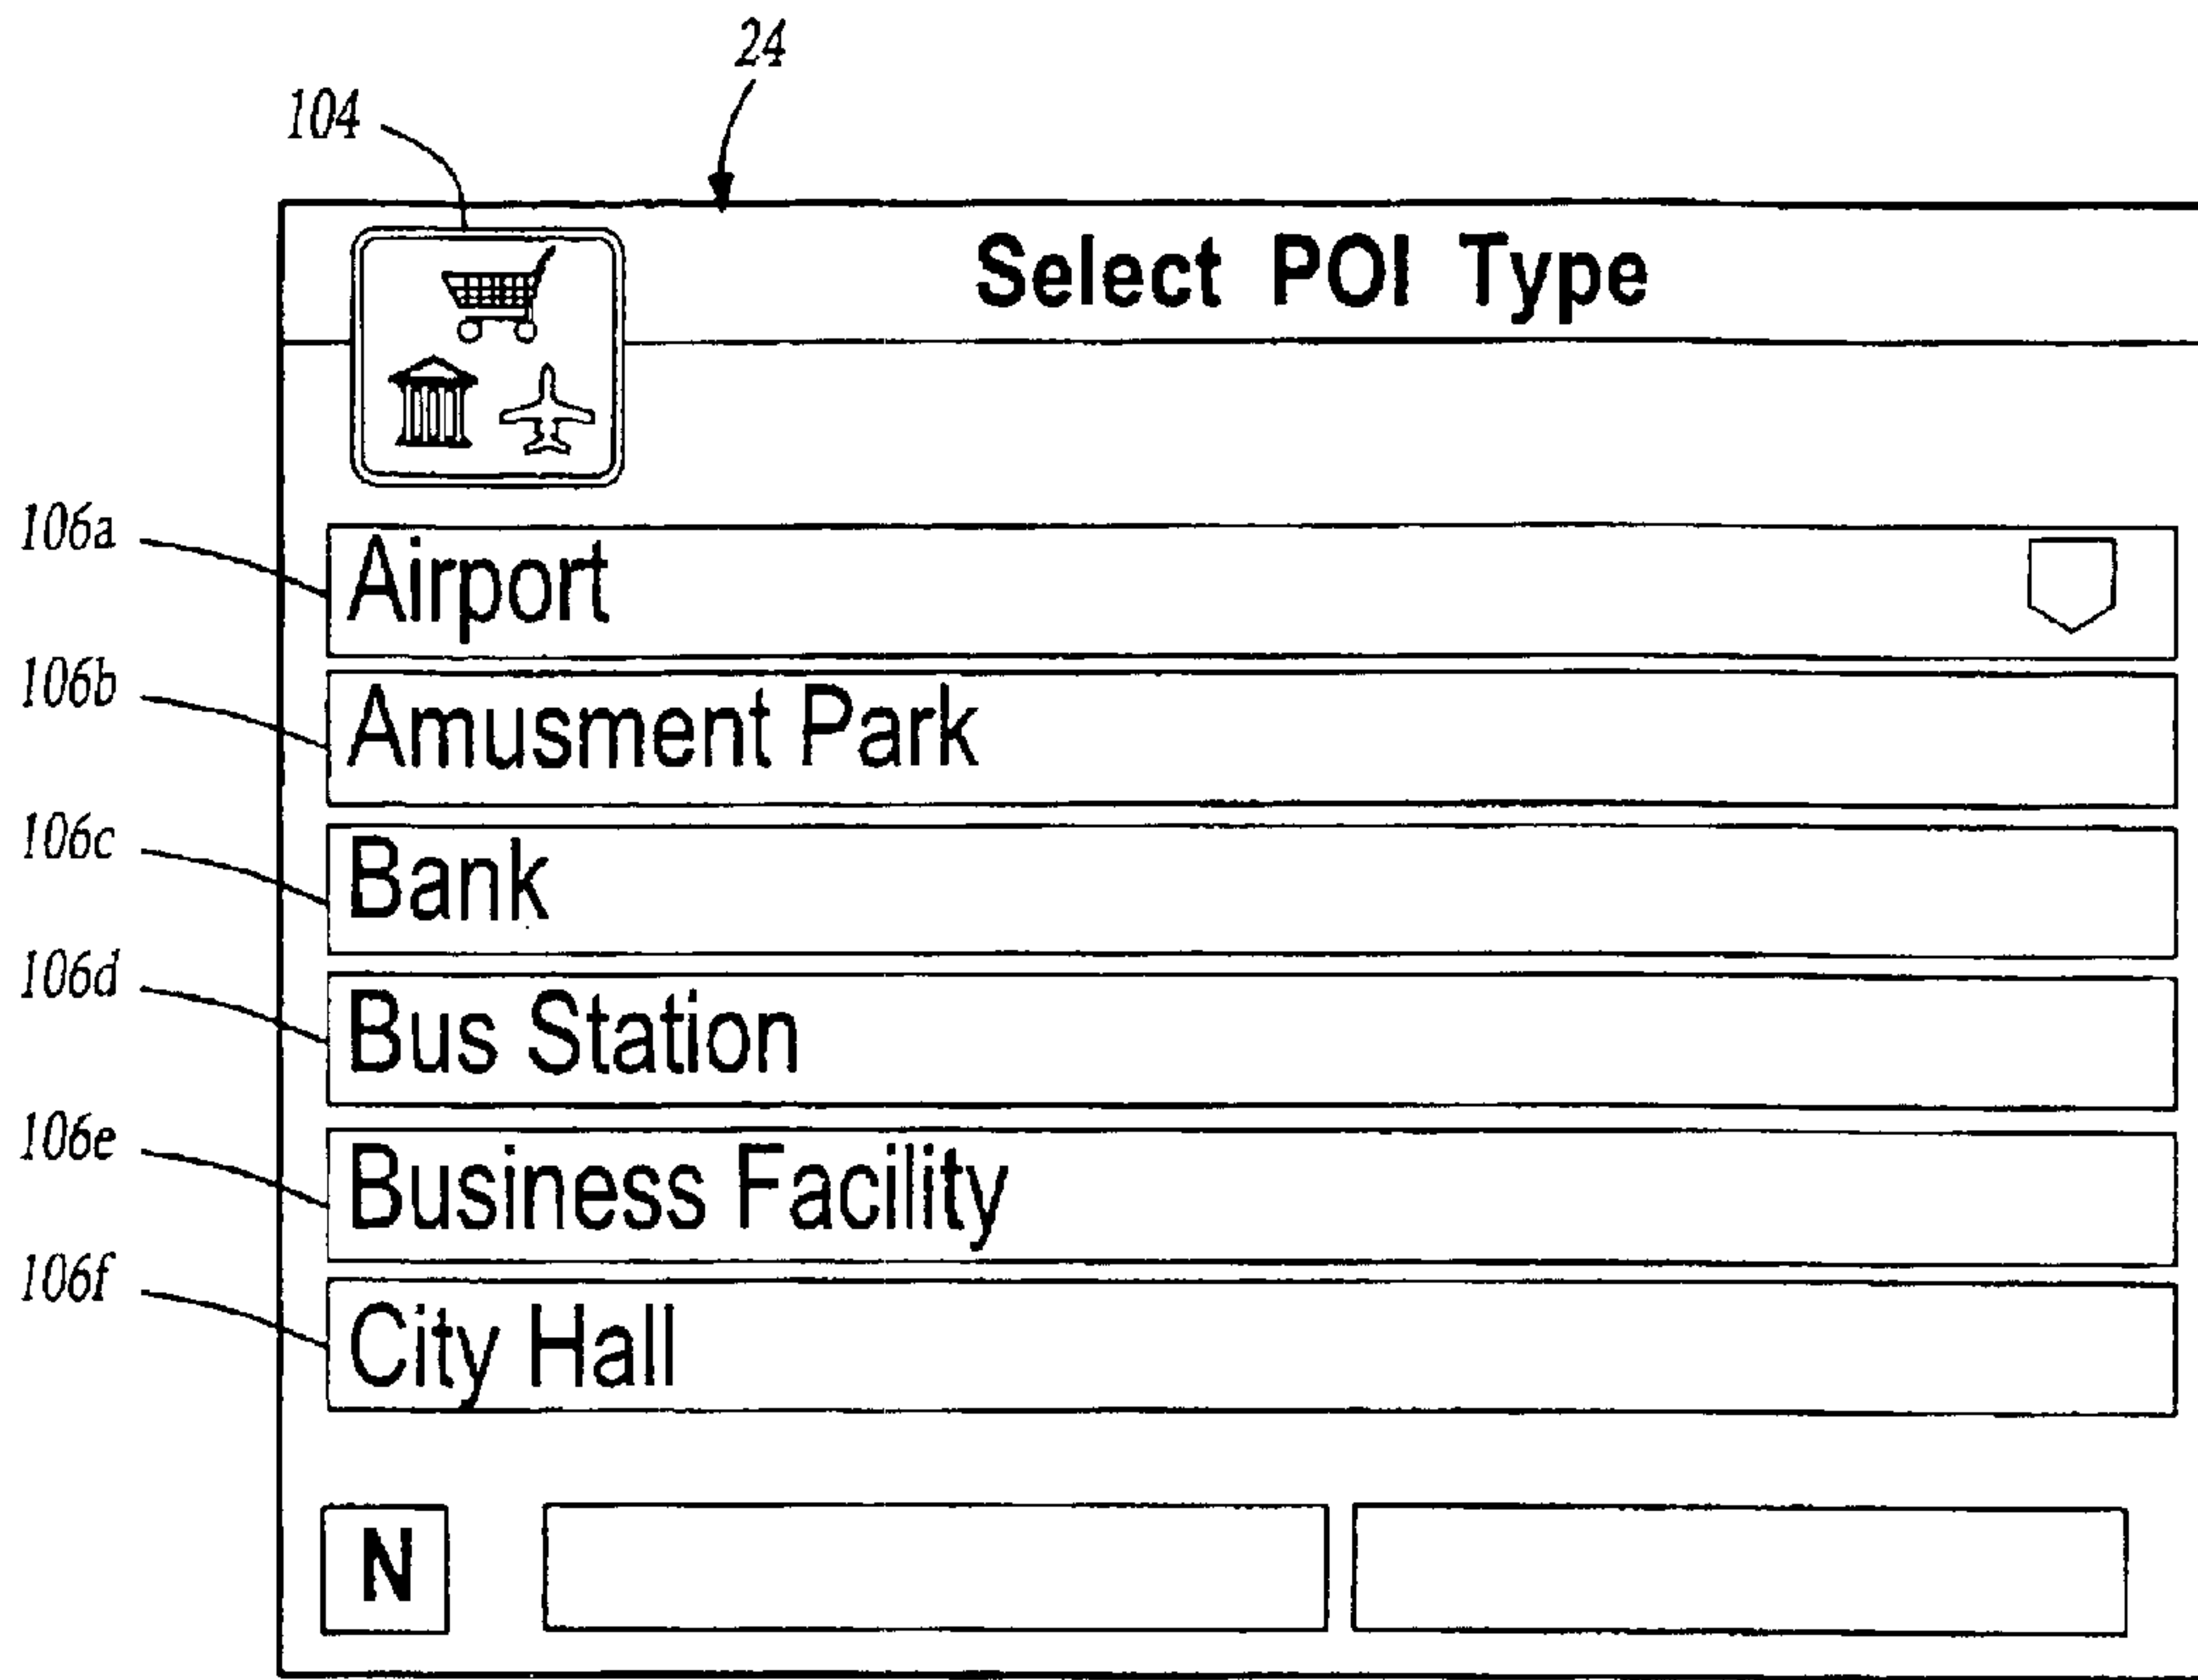 24
104
Select POI Type
106a
Airport
106b
Amusment Park
106c
Bank
106d
Bus Station
106e
Business Facility
106f
City Hall
N